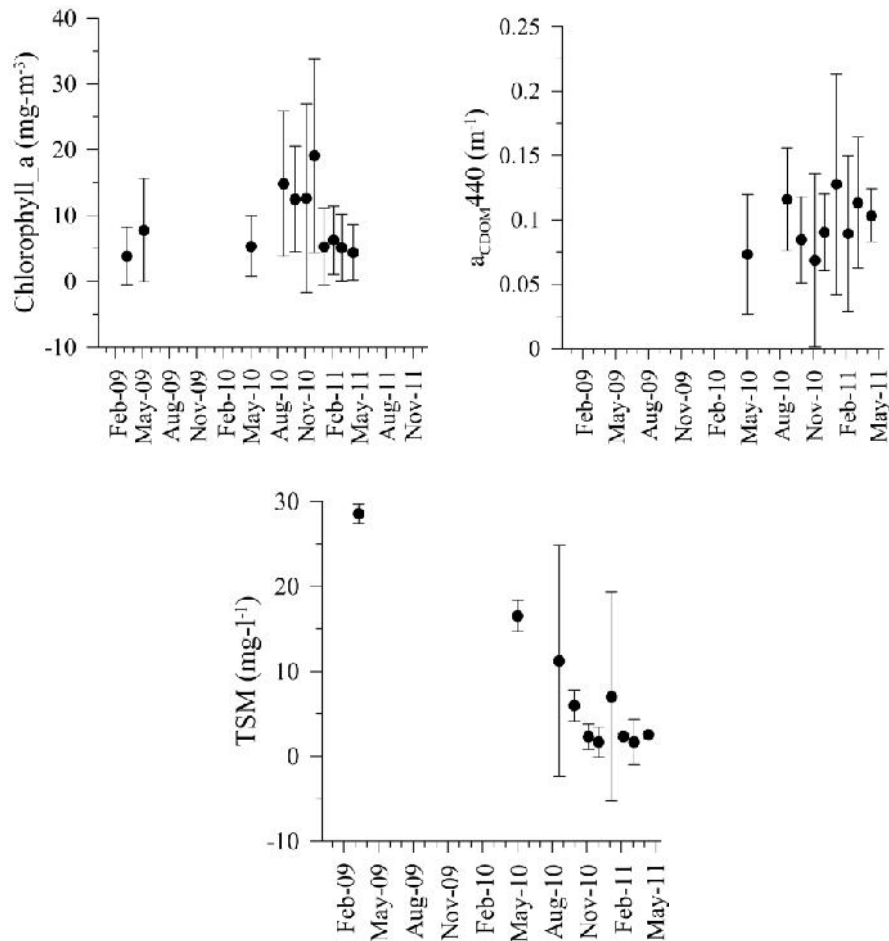 40
30
20
10
0
-10
Chlorophyll_a (mg-m-3)
Feb-09
May-09
Aug-09
Nov-09
Feb-10
May-10
Aug-10
Nov-10
Feb-11
May-11
Aug-11
Nov-11
0.25
0.2
0.15
0.1
0.05
0
aCDOM440 (m-1)
Feb-09
May-09
Aug-09
Nov-09
Feb-10
May-10
Aug-10
Nov-10
Feb-11
May-11
30
20
10
0
-10
TSM (mg-l-1)
Feb-09
May-09
Aug-09
Nov-09
Feb-10
May-10
Aug-10
Nov-10
Feb-11
May-11